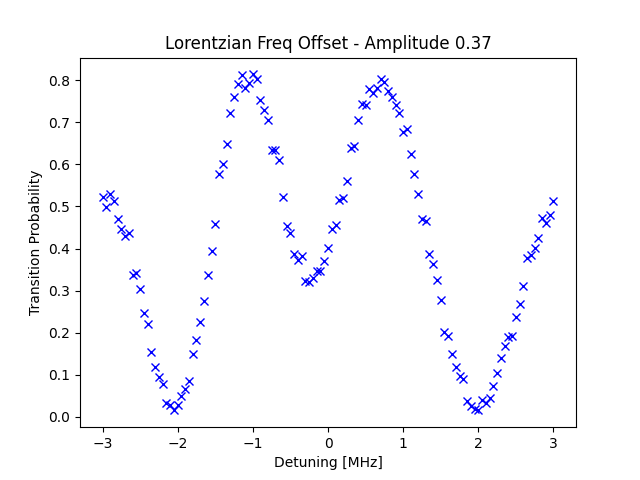 Lorentzian Freq Offset - Amplitude 0.37
Transition Probability
0.8
0.7
0.6
0.5
0.4
0.3
0.2
0.1
0.0
−3 −2 −1 0 1 2 3
Detuning [MHz]